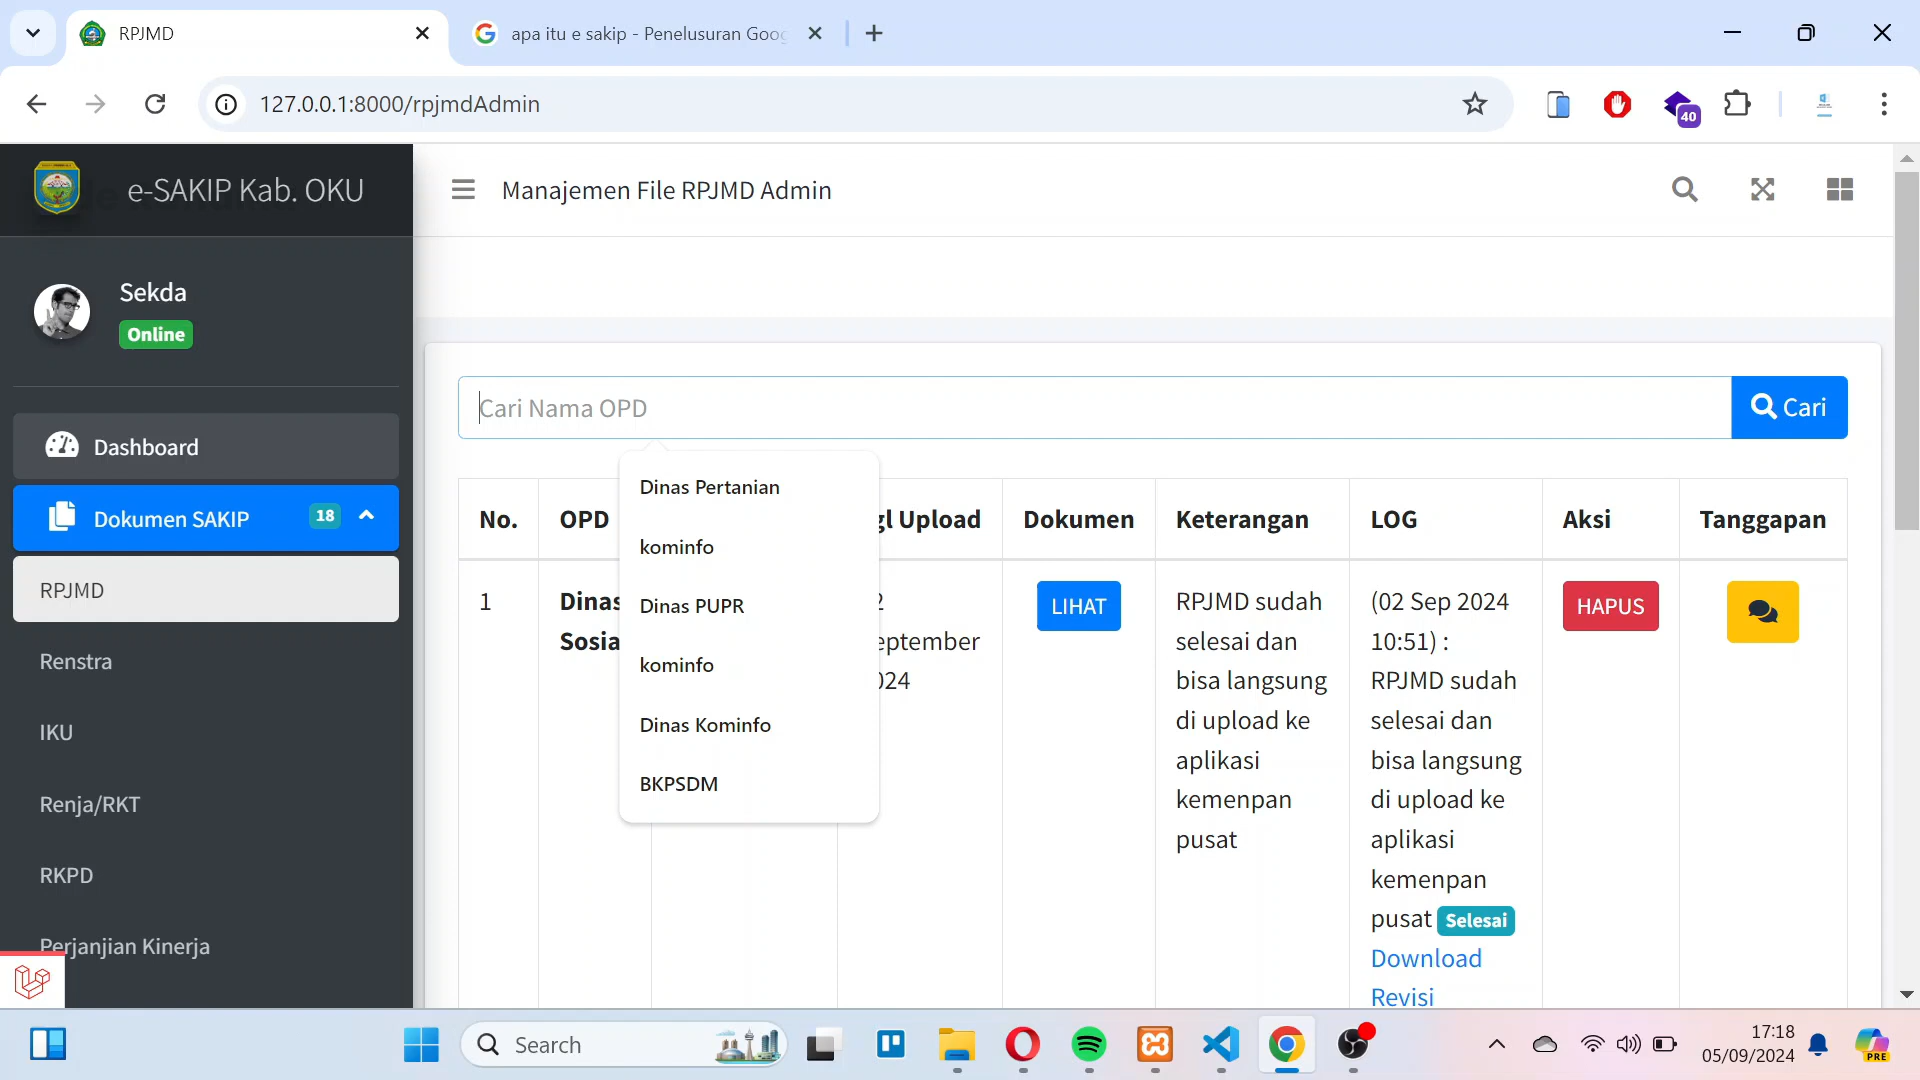 RPJMD
apa itu e sakip - Penelusuran Goog
127.0.0.1:8000/rpjmdAdmin
40
e-SAKIP Kab. OKU
Manajemen File RPJMD Admin
Sekda
Online
Dashboard
Dokumen SAKIP 18
RPJMD
Renstra
IKU
Renja/RKT
RKPD
Perjanjian Kinerja
Cari Nama OPD
Cari
Dinas Pertanian
kominfo
Dinas PUPR
kominfo
Dinas Kominfo
BKPSDM
No. OPD gl Upload Dokumen Keterangan LOG Aksi Tanggapan
1
Dinas
Sosia
2
eptember
024
LIHAT
RPJMD sudah
selesai dan
bisa langsung
di upload ke
aplikasi
kemenpan
pusat
(02 Sep 2024
10:51) :
RPJMD sudah
selesai dan
bisa langsung
di upload ke
aplikasi
kemenpan
pusat Selesai
Download
Revisi
HAPUS
Search
17:18
05/09/2024
PRE